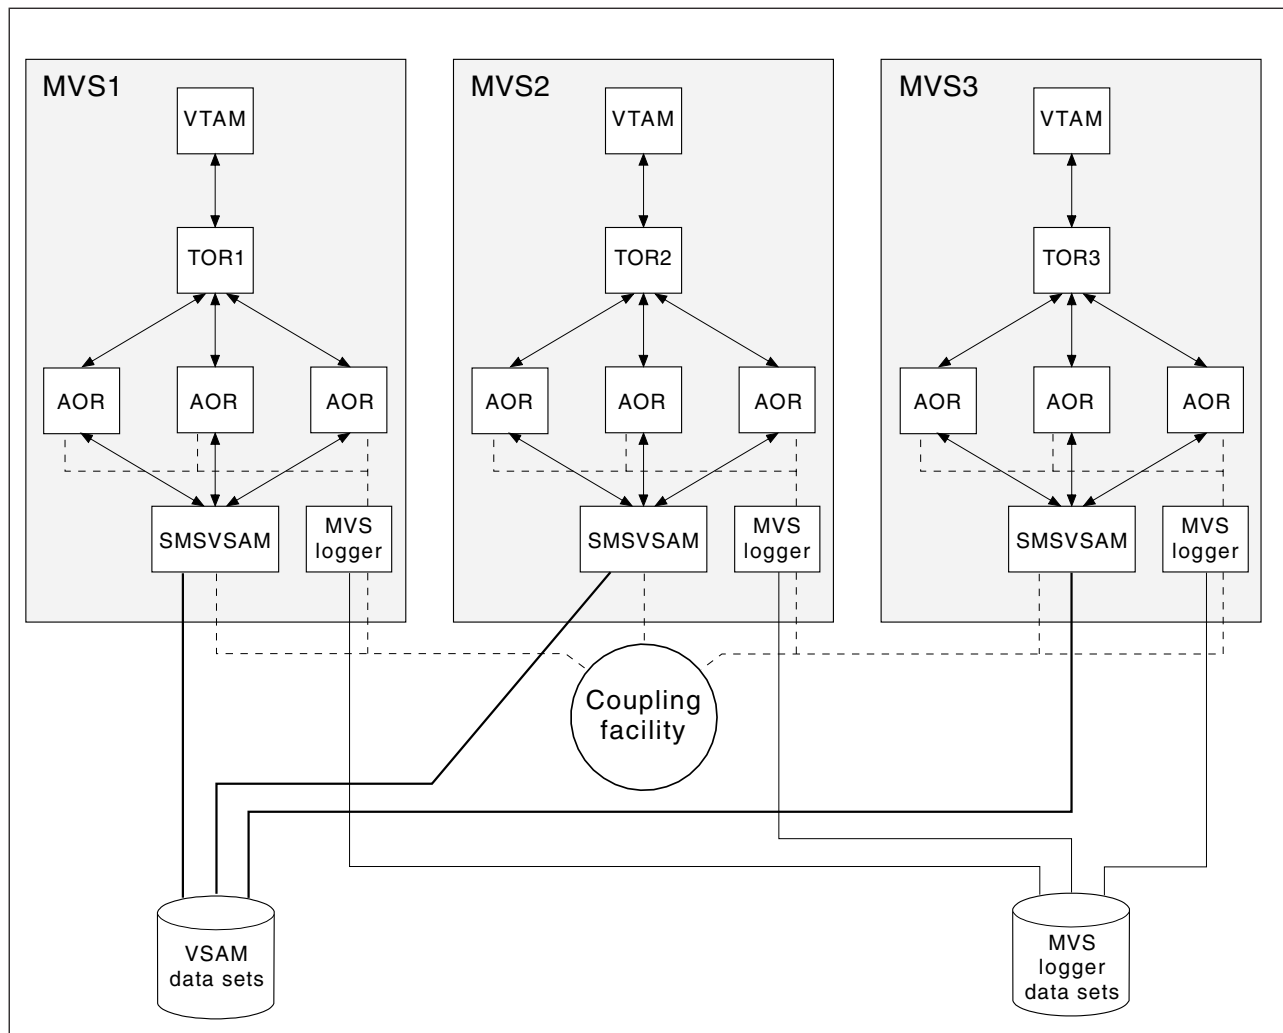 MVS1
MVS2
MVS3
VTAM
VTAM
VTAM
TOR1
TOR2
TOR3
AOR
AOR
AOR
AOR
AOR
AOR
AOR
AOR
AOR
SMSVSAM
MVS
logger
SMSVSAM
MVS
logger
SMSVSAM
MVS
logger
Coupling
facility
VSAM
data sets
MVS
logger
data sets